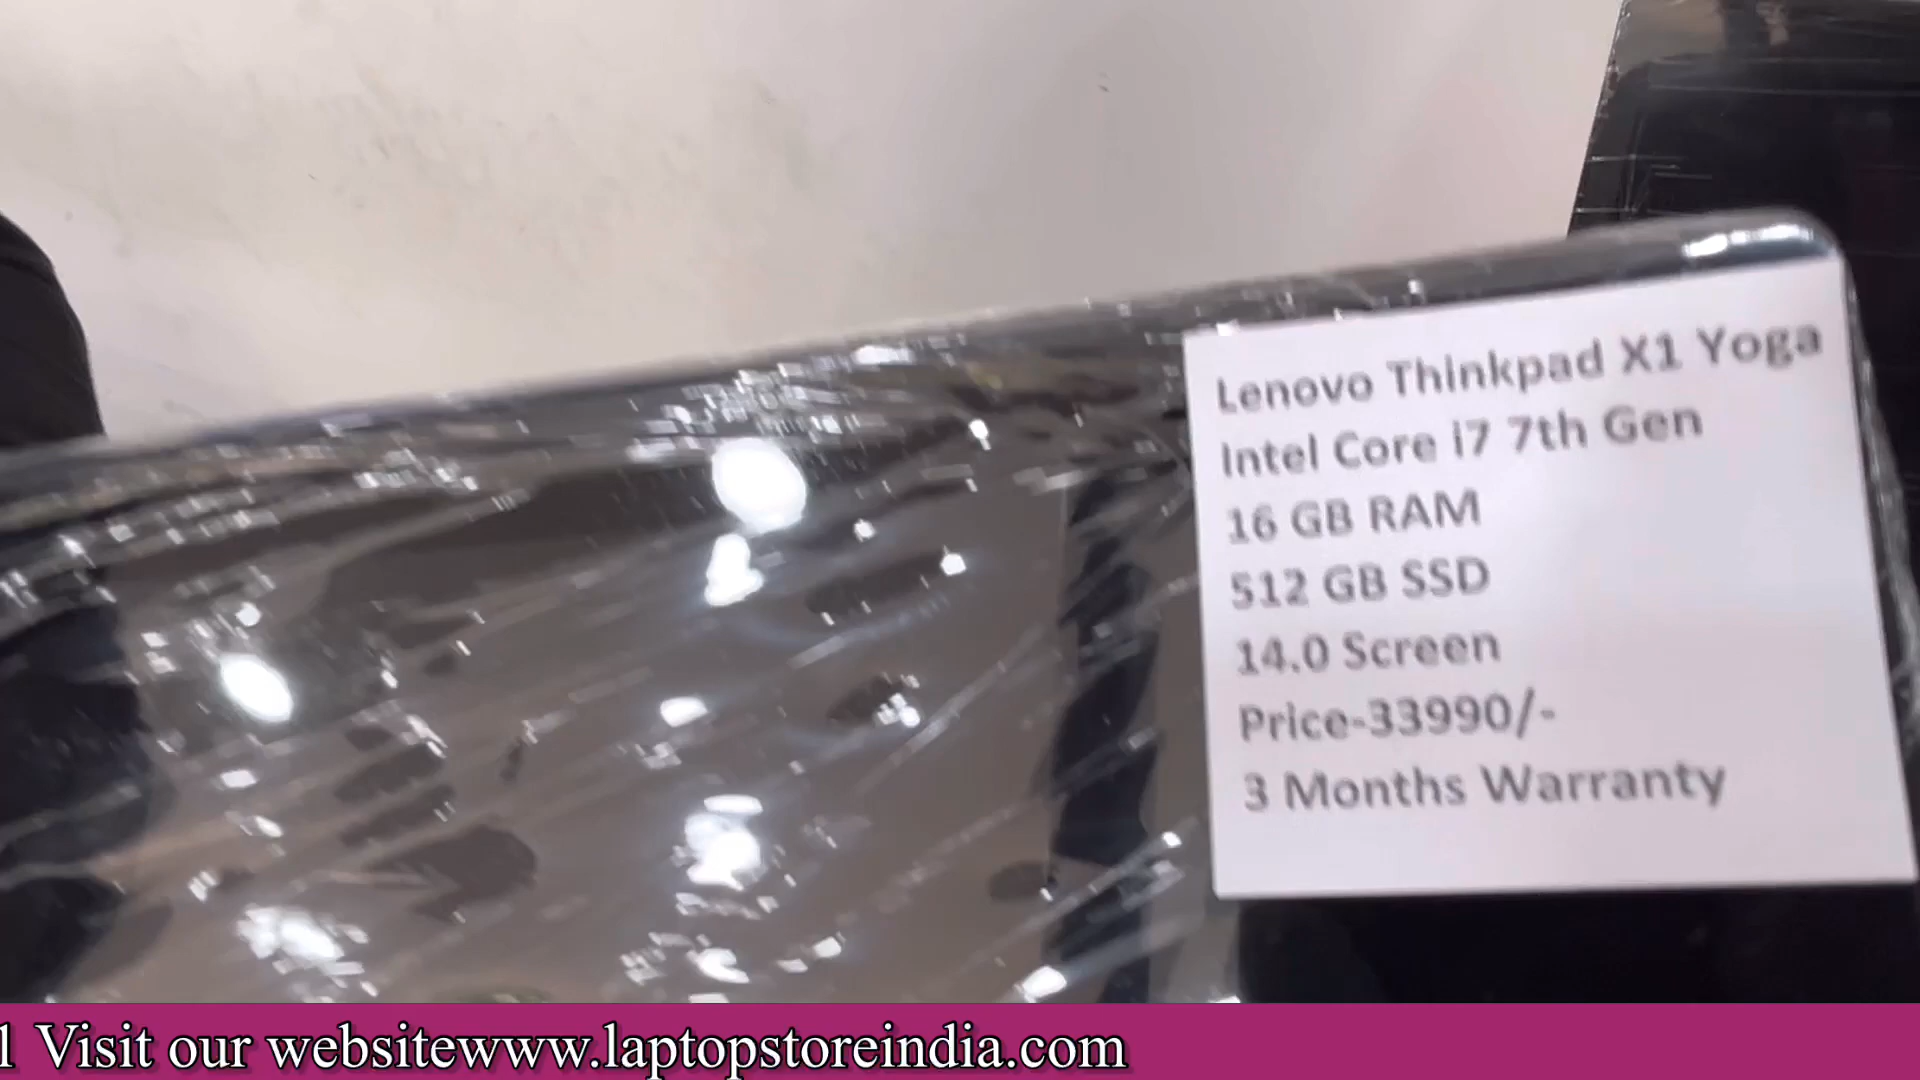 Lenovo Thinkpad X1 Yoga
Intel Core i7 7th Gen
16 GB RAM
512 GB SSD
14.0 Screen
Price-33990/-
3 Months Warranty
1 Visit our websitewww.laptopstoreindia.com